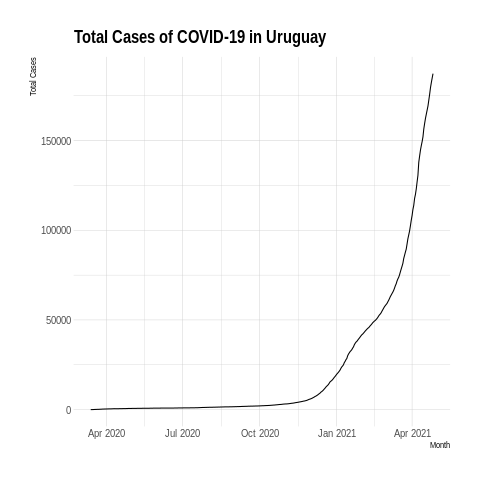 Total Cases of COVID-19 in Uruguay
Total Cases
150000
100000
50000
0
Apr 2020 Jul 2020 Oct 2020 Jan 2021 Apr 2021
Month